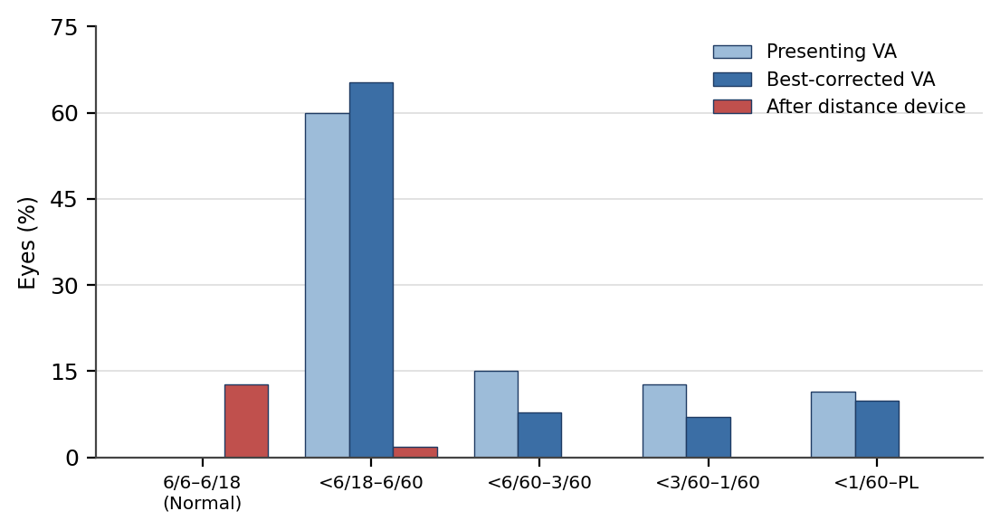 75
60
45
30
15
0
Eyes (%)
Presenting VA
Best-corrected VA
After distance device
6/6–6/18
(Normal)
<6/18–6/60
<6/60–3/60
<3/60–1/60
<1/60–PL